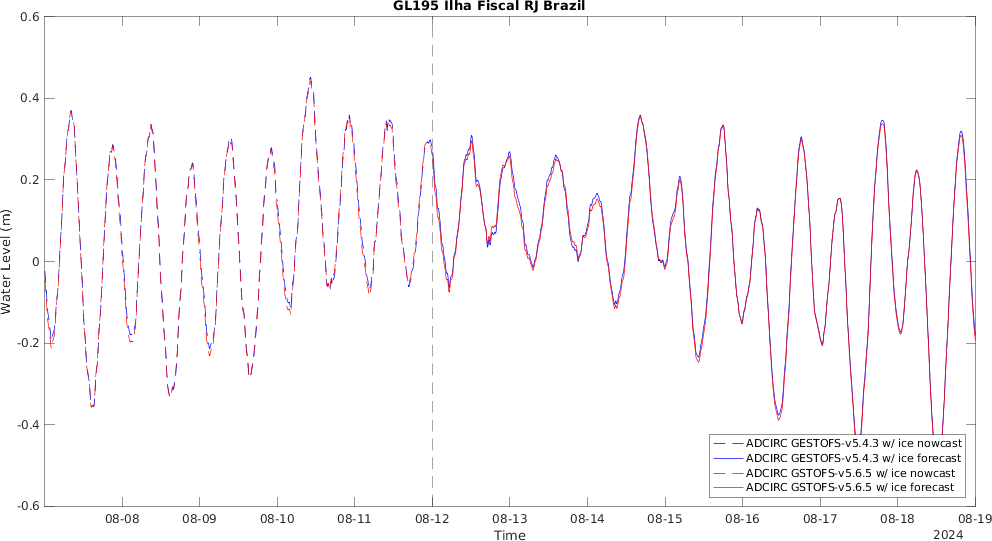 GL195 Ilha Fiscal RJ Brazil
0.6
0.4
0.2
0
-0.2
-0.4
-0.6
Water Level (m)
ADCIRC GESTOFS-v5.4.3 w/ ice nowcast
ADCIRC GESTOFS-v5.4.3 w/ ice forecast
ADCIRC GSTOFS-v5.6.5 w/ ice nowcast
ADCIRC GSTOFS-v5.6.5 w/ ice forecast
08-08 08-09 08-10 08-11 08-12 08-13 08-14 08-15 08-16 08-17 08-18 08-19
Time
2024